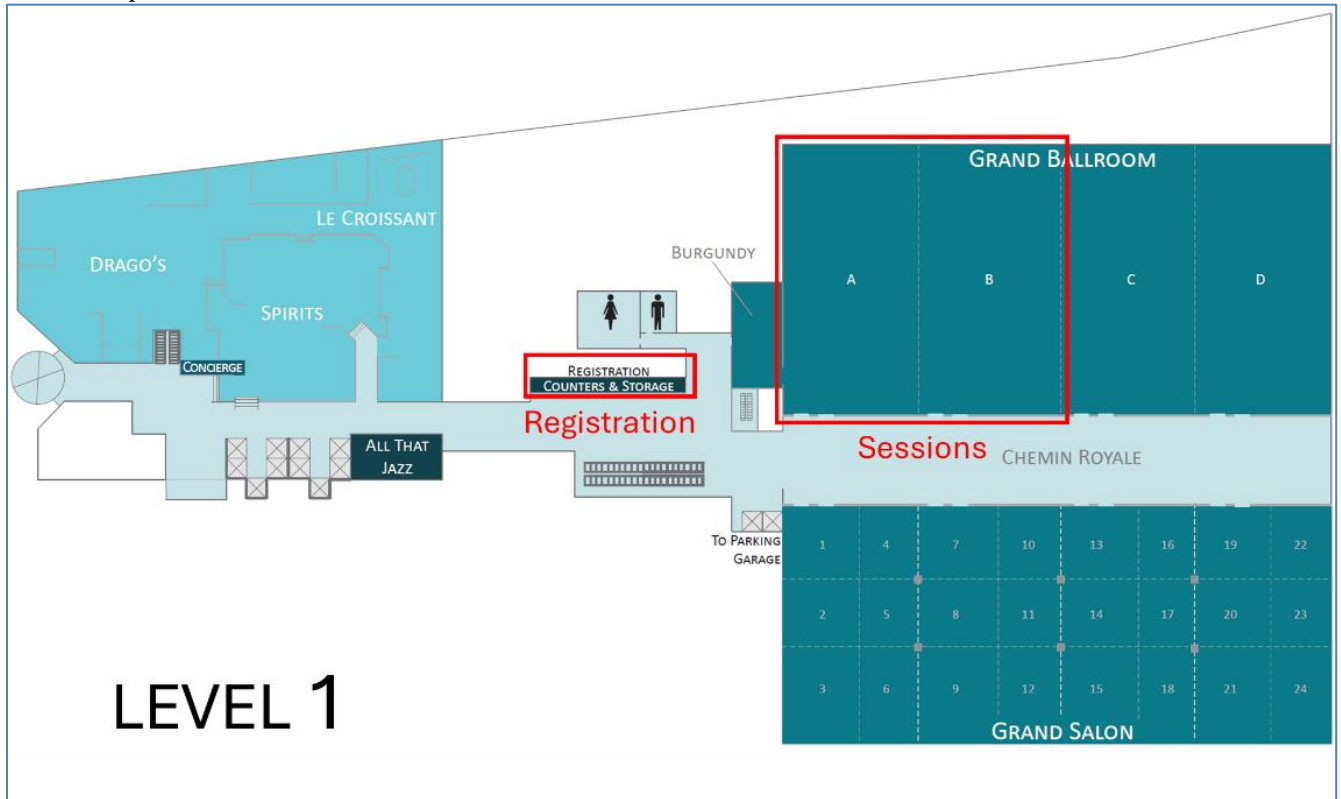 GRAND BALLROOM
LE CROISSANT
BURGUNDY
DRAGO'S
A
B
C
D
SPIRITS
CONCIERGE
REGISTRATION
COUNTERS & STORAGE
Registration
Sessions
CHEMIN ROYALE
ALL THAT
JAZZ
TO PARKING
GARAGE
1 4 7 10 13 16 19 22
2 5 8 11 14 17 20 23
3 6 9 12 15 18 21 24
LEVEL 1
GRAND SALON